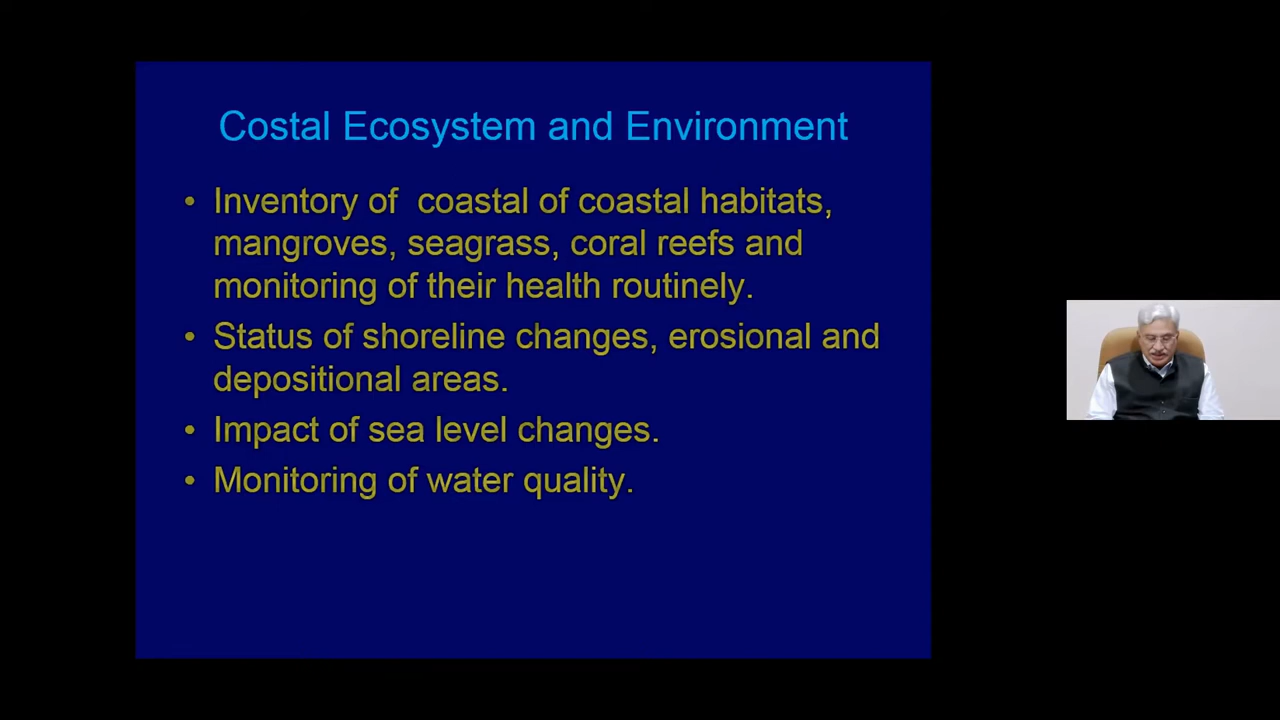 Costal Ecosystem and Environment
• Inventory of  coastal of coastal habitats,
mangroves, seagrass, coral reefs and
monitoring of their health routinely.
• Status of shoreline changes, erosional and
depositional areas.
• Impact of sea level changes.
• Monitoring of water quality.